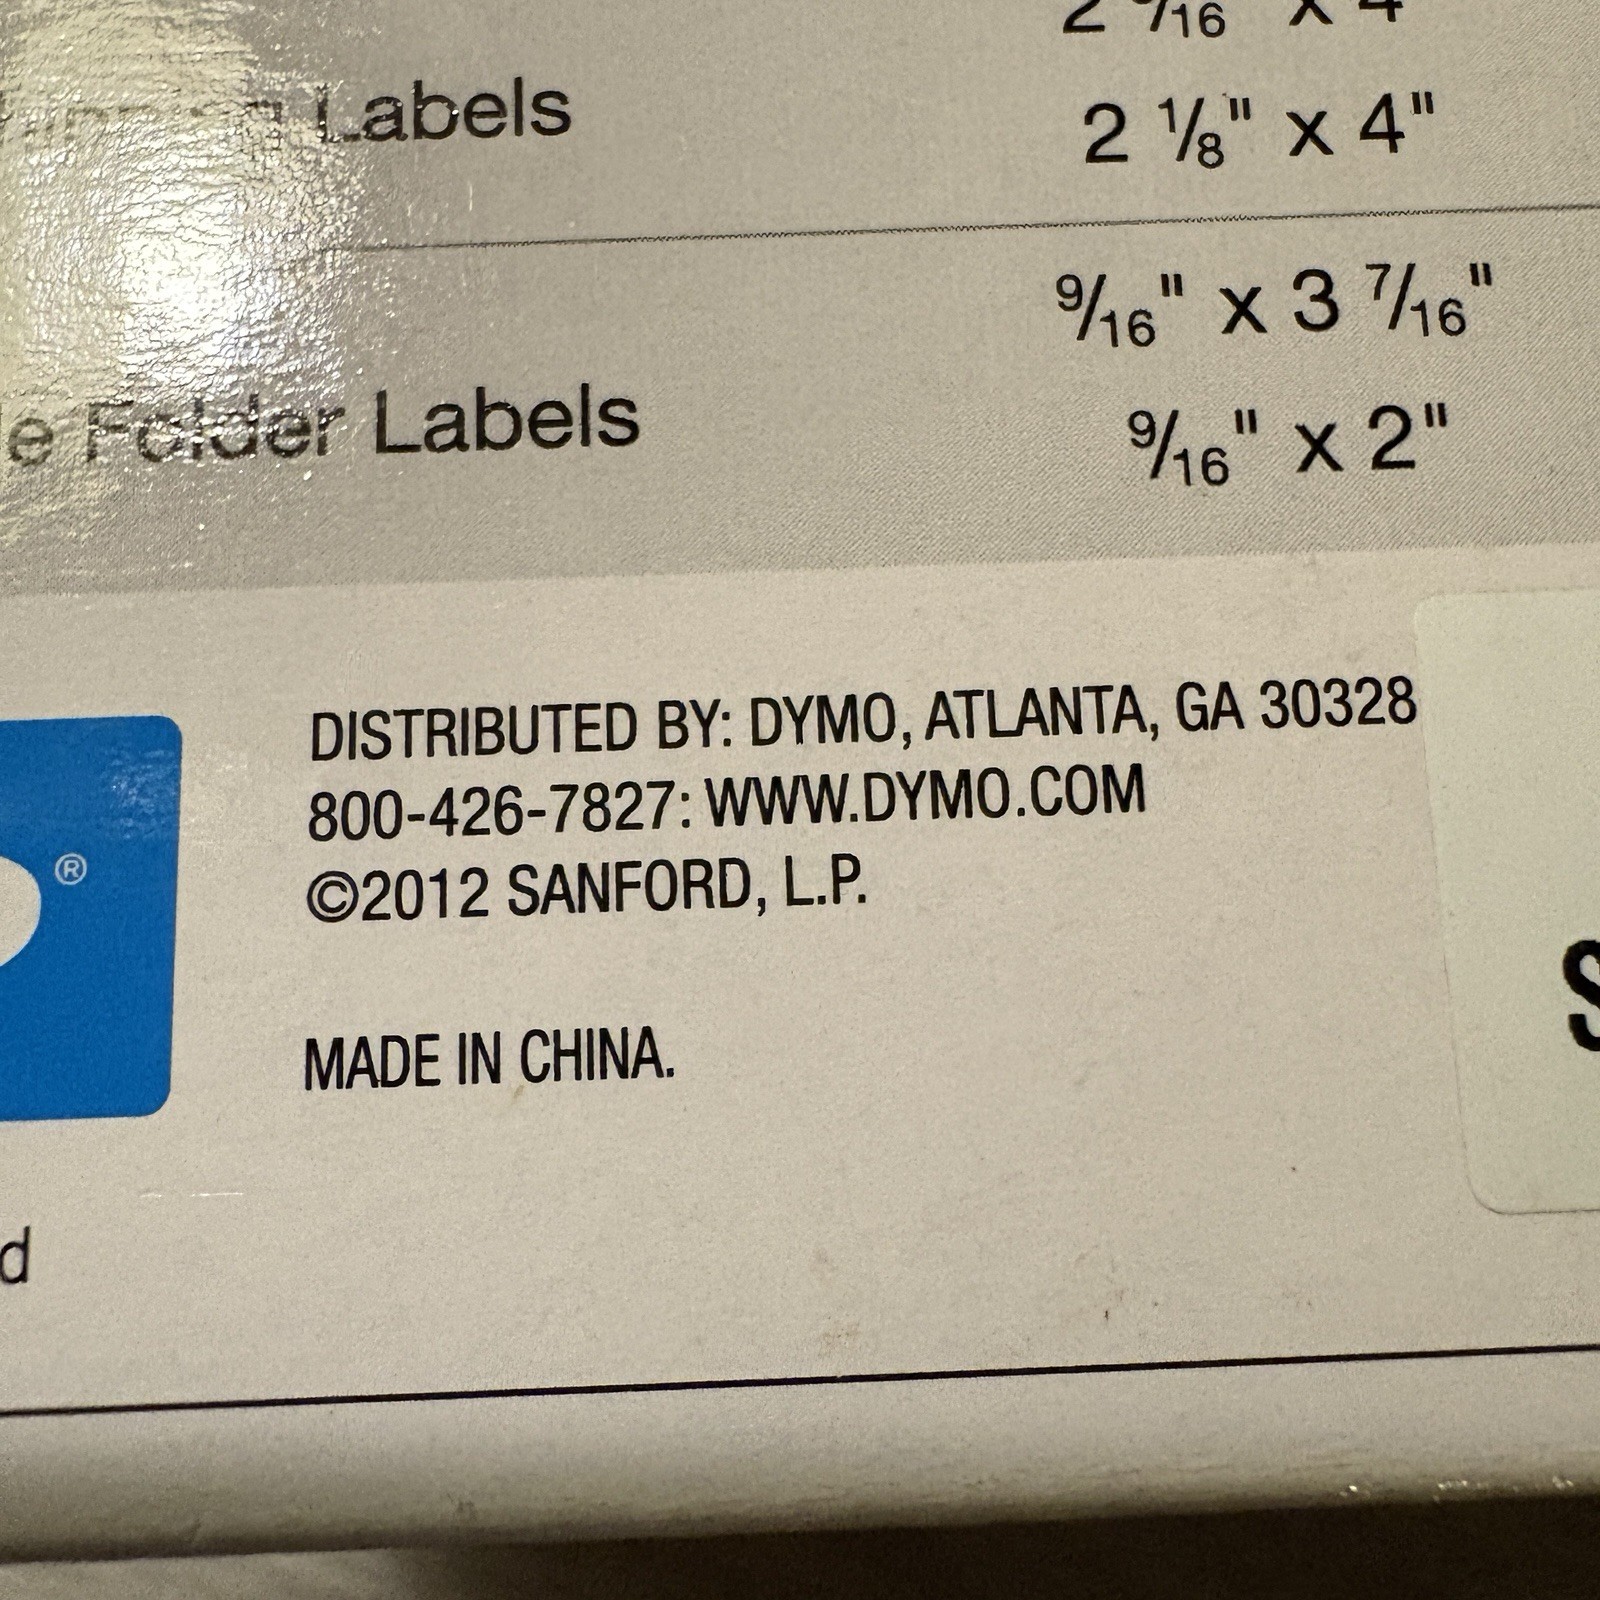 Labels
2 1/8" x 4"
9/16" x 3 7/16"
Folder Labels
9/16" x 2"
DISTRIBUTED BY: DYMO, ATLANTA, GA 30328
800-426-7827: WWW.DYMO.COM
®
©2012 SANFORD, L.P.
MADE IN CHINA.